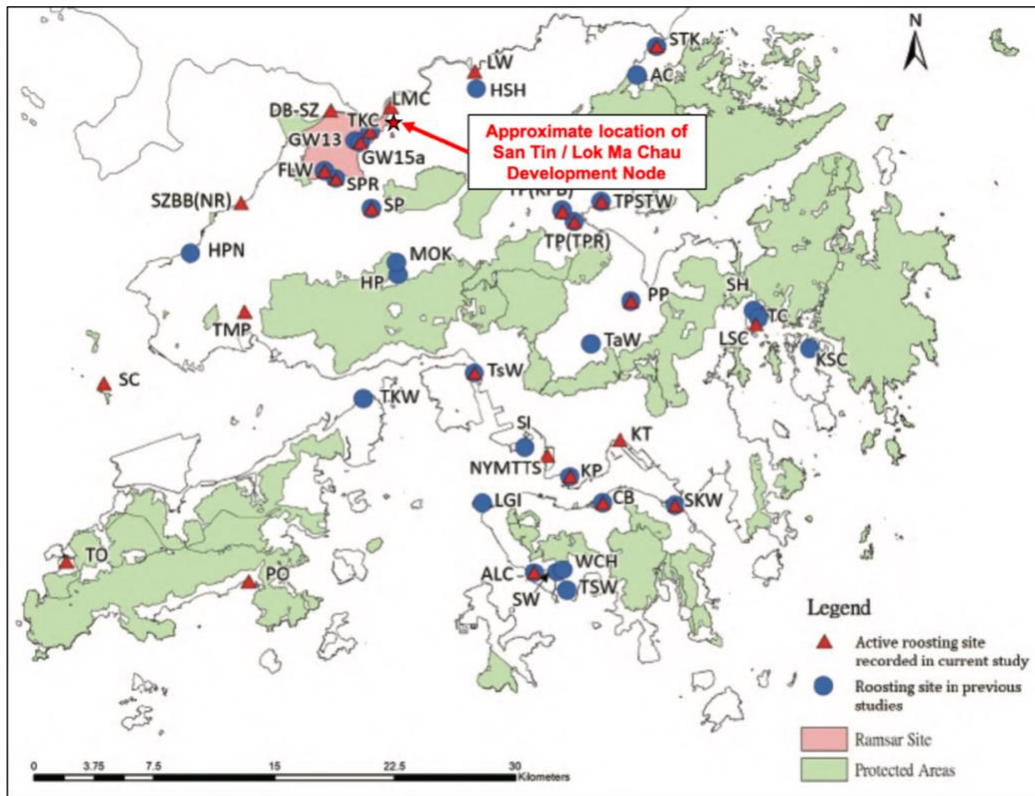 STK
N
LW
AC
HSH
DB-SZ
LMC
TKC
Approximate location of
San Tin / Lok Ma Chau
Development Node
GW13
GW15a
FLW
SPR
SZBB(NR)
SP
TPSTW
TP(TPR)
HPN
MOK
HP
SH
PP
TC
TMP
LSC
TaW
KSC
SC
TsW
TKW
SI
KT
NYMTTS
KP
LGI
CB
SKW
TO
WCH
ALC
PO
SW
TSW
Legend
Active roosting site
recorded in current study
Roosting site in previous
studies
Ramsar Site
Protected Areas
0 3.75 7.5 15 22.5 30
Kilometers